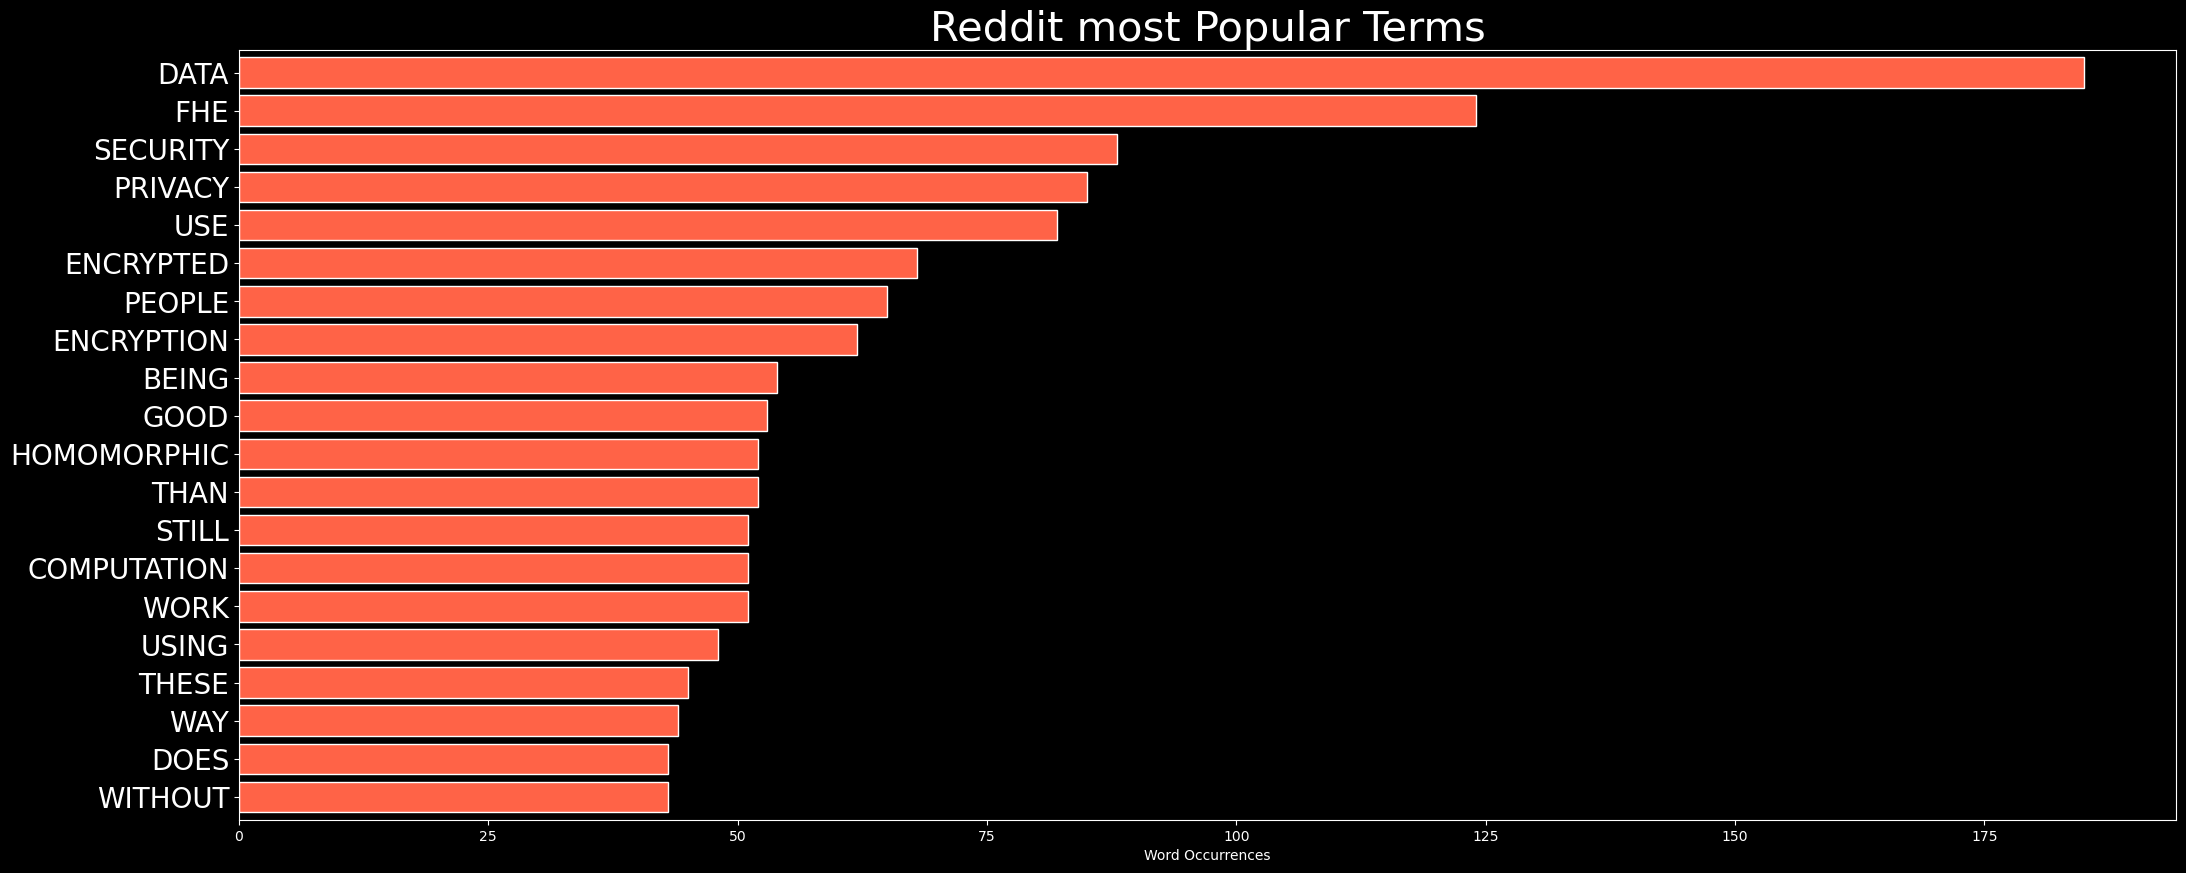 Reddit most Popular Terms
DATA
FHE
SECURITY
PRIVACY
USE
ENCRYPTED
PEOPLE
ENCRYPTION
BEING
GOOD
HOMOMORPHIC
THAN
STILL
COMPUTATION
WORK
USING
THESE
WAY
DOES
WITHOUT
0 25 50 75 100 125 150 175
Word Occurrences